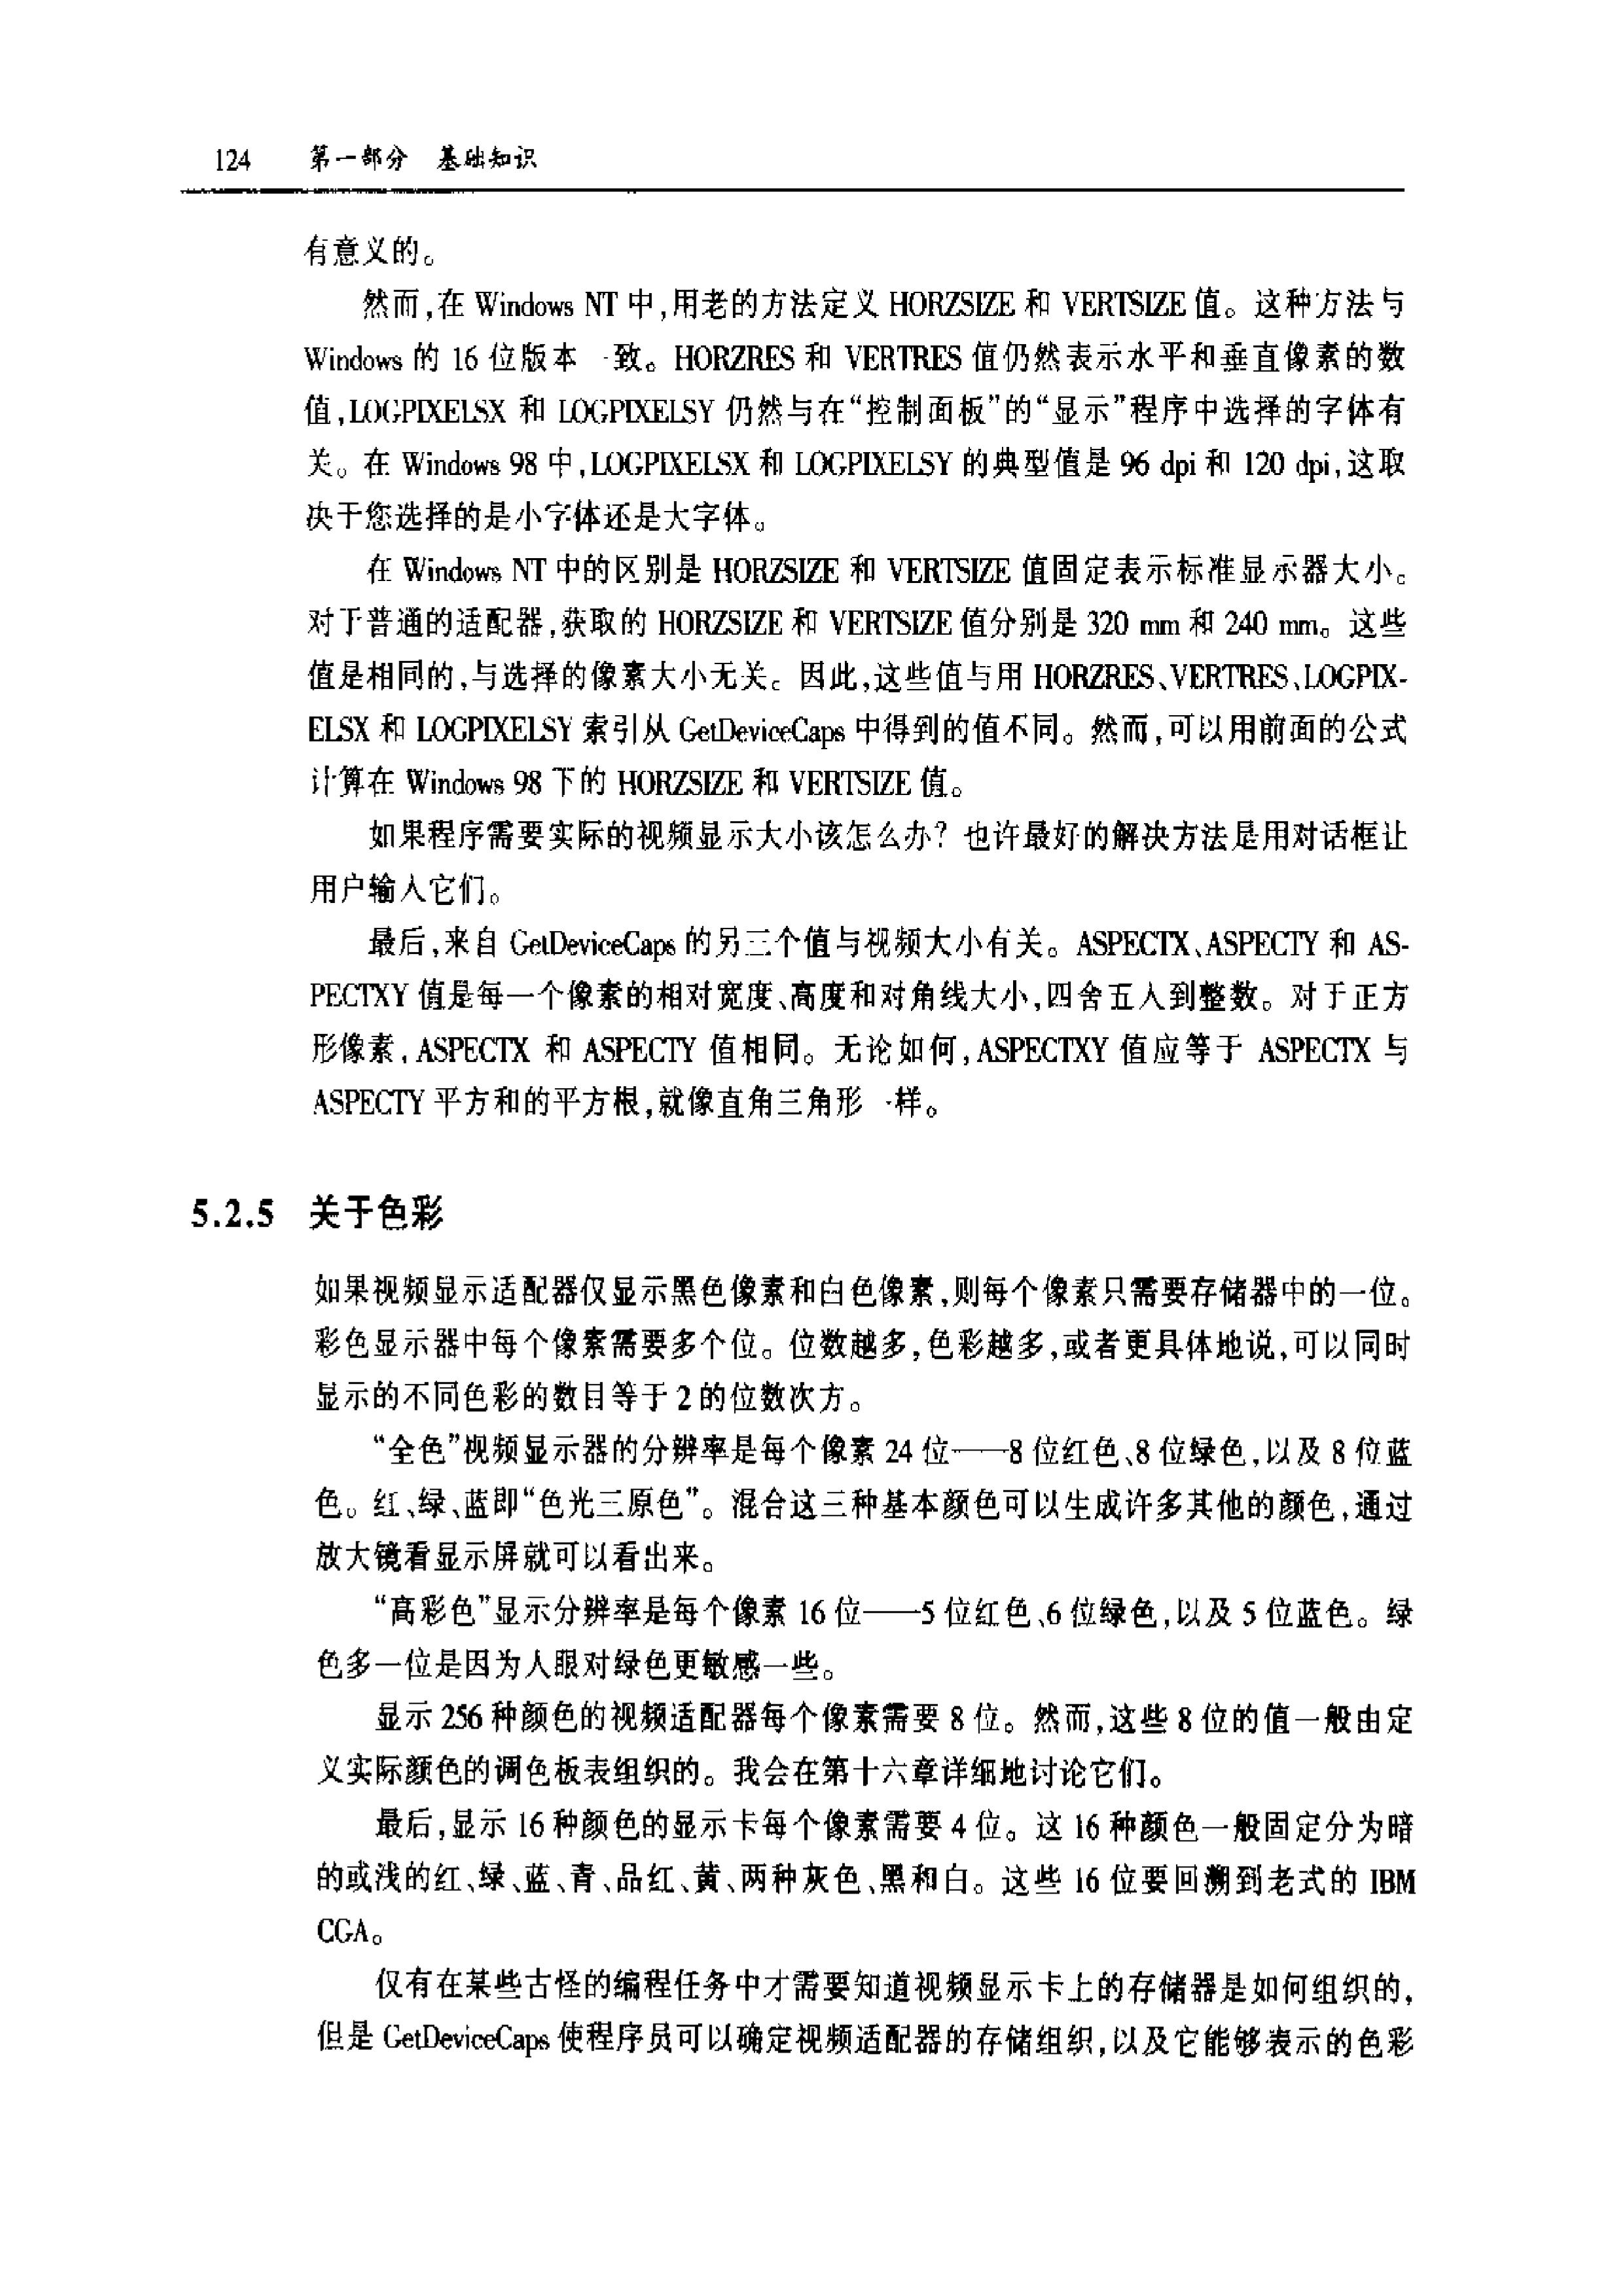 124 第一部分 基础知识
有意义的。
然而,在 Windows NT 中,用老的方法定义 HORZSIZE 和 VERTSIZE 值。这种方法与
Windows 的 16 位版本一致。HORZRES 和 VERTRES 值仍然表示水平和垂直像素的数
值,LOGPIXELSX 和 LOGPIXELSY 仍然与在“控制面板”的“显示”程序中选择的字体有
关。在 Windows 98 中,LOGPIXELSX 和 LOGPIXELSY 的典型值是 96 dpi 和 120 dpi,这取
决于您选择的是小字体还是大字体。
在 Windows NT 中的区别是 HORZSIZE 和 VERTSIZE 值固定表示标准显示器大小。
对于普通的适配器,获取的 HORZSIZE 和 VERTSIZE 值分别是 320 mm 和 240 mm。这些
值是相同的,与选择的像素大小无关。因此,这些值与用 HORZRES、VERTRES、LOGPIX-
ELSX 和 LOGPIXELSY 索引从 GetDeviceCaps 中得到的值不同。然而,可以用前面的公式
计算在 Windows 98 下的 HORZSIZE 和 VERTSIZE 值。
如果程序需要实际的视频显示大小该怎么办? 也许最好的解决方法是用对话框让
用户输入它们。
最后,来自 GetDeviceCaps 的另三个值与视频大小有关。ASPECTX、ASPECTY 和 AS-
PECTXY 值是每一个像素的相对宽度、高度和对角线大小,四舍五入到整数。对于正方
形像素,ASPECTX 和 ASPECTY 值相同。无论如何,ASPECTXY 值应等于 ASPECTX 与
ASPECTY 平方和的平方根,就像直角三角形一样。
5.2.5 关于色彩
如果视频显示适配器仅显示黑色像素和白色像素,则每个像素只需要存储器中的一位。
彩色显示器中每个像素需要多个位。位数越多,色彩越多,或者更具体地说,可以同时
显示的不同色彩的数目等于 2 的位数次方。
“全色”视频显示器的分辨率是每个像素 24 位——8 位红色、8 位绿色,以及 8 位蓝
色。红、绿、蓝即“色光三原色”。混合这三种基本颜色可以生成许多其他的颜色,通过
放大镜看显示屏就可以看出来。
“高彩色”显示分辨率是每个像素 16 位——5 位红色、6 位绿色,以及 5 位蓝色。绿
色多一位是因为人眼对绿色更敏感一些。
显示 256 种颜色的视频适配器每个像素需要 8 位。然而,这些 8 位的值一般由定
义实际颜色的调色板表组织的。我会在第十六章详细地讨论它们。
最后,显示 16 种颜色的显示卡每个像素需要 4 位。这 16 种颜色一般固定分为暗
的或浅的红、绿、蓝、青、品红、黄、两种灰色、黑和白。这些 16 位要回溯到老式的 IBM
CGA。
仅有在某些古怪的编程任务中才需要知道视频显示卡上的存储器是如何组织的,
但是 GetDeviceCaps 使程序员可以确定视频适配器的存储组织,以及它能够表示的色彩